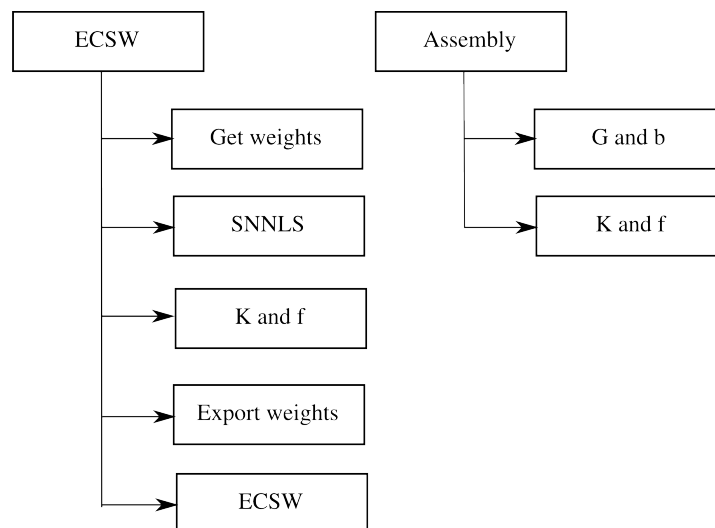 ECSW
Get weights
SNNLS
K and f
Export weights
ECSW
Assembly
G and b
K and f